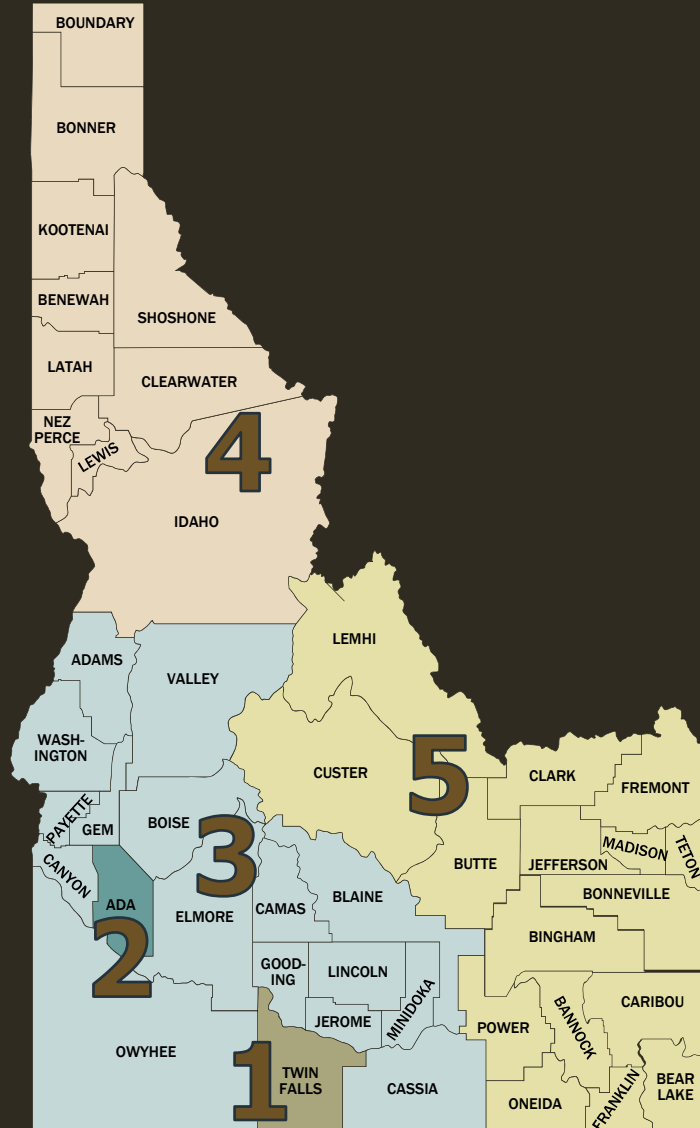 BOUNDARY
BONNER
KOOTENAI
BENEWAH
SHOSHONE
LATAH
CLEARWATER
NEZ
PERCE
LEWIS
4
IDAHO
LEMHI
ADAMS
VALLEY
WASH-
INGTON
CUSTER
5
CLARK
FREMONT
PAYETTE
GEM
BOISE
3
MADISON
TETON
CANYON
BUTTE
JEFFERSON
ADA
ELMORE
CAMAS
BLAINE
BONNEVILLE
2
BINGHAM
GOOD-
ING
LINCOLN
MINIDOKA
CARIBOU
JEROME
POWER
BANNOCK
OWYHEE
1
TWIN
FALLS
CASSIA
ONEIDA
FRANKLIN
BEAR
LAKE